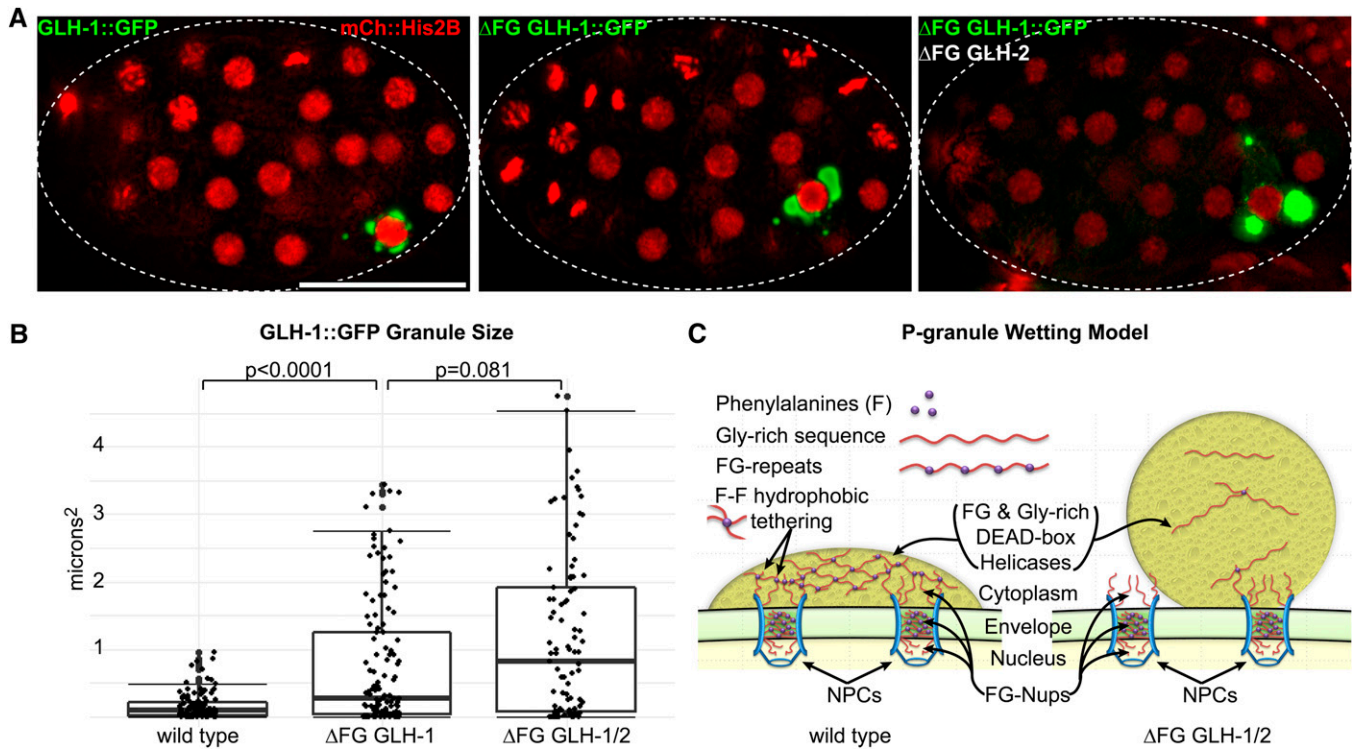 A
GLH-1::GFP
mCh::His2B
ΔFG GLH-1::GFP
ΔFG GLH-1::GFP
ΔFG GLH-2
B
GLH-1::GFP Granule Size
p<0.0001
p=0.081
microns²
4
3
2
1
wild type
ΔFG GLH-1
ΔFG GLH-1/2
C
P-granule Wetting Model
Phenylalanines (F)
Gly-rich sequence
FG-repeats
F-F hydrophobic
tethering
FG & Gly-rich
DEAD-box
Helicases
Cytoplasm
Envelope
Nucleus
NPCs
FG-Nups
NPCs
wild type
ΔFG GLH-1/2